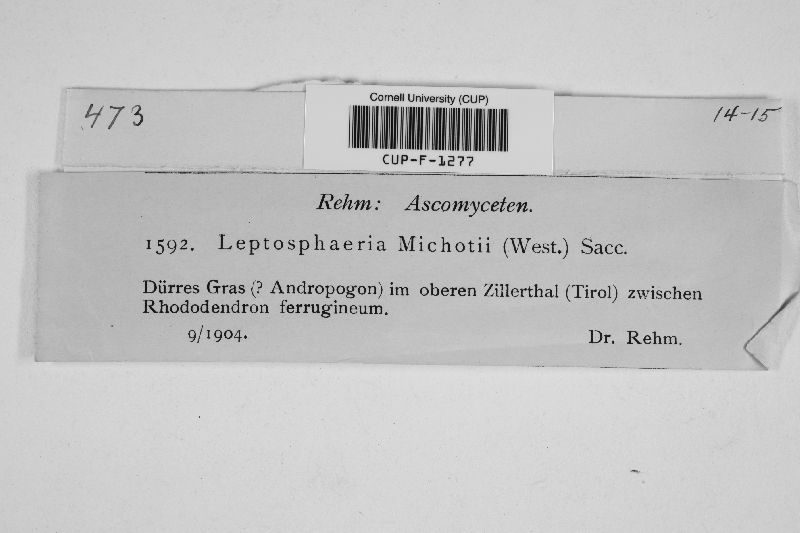 473
Cornell University (CUP)
14-15
CUP-F-1277
Rehm: Ascomyceten.
1592. Leptosphaeria Michotii (West.) Sacc.
Dürres Gras (? Andropogon) im oberen Zillerthal (Tirol) zwischen
Rhododendron ferrugineum.
9/1904. Dr. Rehm.